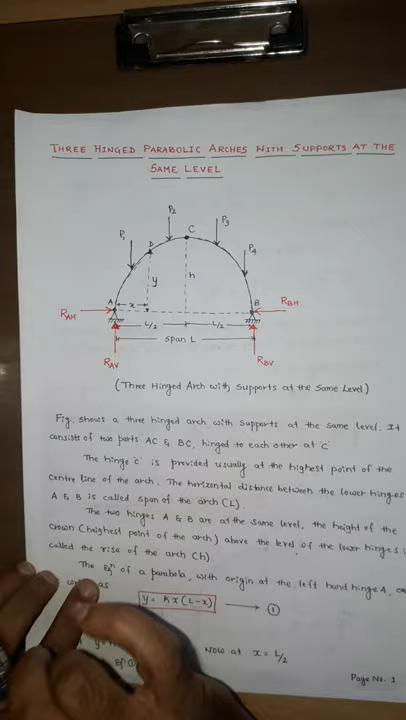 THREE HINGED PARABOLIC ARCHES WITH SUPPORTS AT THE
SAME LEVEL
P1
P2
P3
P4
C
D
h
y
A
x
B
RAH
RBH
L/2
L/2
Span L
RAV
RBV
(Three Hinged Arch with Supports at the Same Level)
Fig. shows a three hinged arch with supports at the same level. It
consists of two parts AC & BC, hinged to each other at 'C'
The hinge 'C' is provided usually at the highest point of the
centre line of the arch. The horizontal distance between the lower hinges
A & B is called span of the arch (L).
The two hinges A & B are at the same level, the height of the
crown (highest point of the arch) above the level of the lower hinges
called the rise of the arch (h).
The Eqn of a parabola, with origin at the left hand hinge A,
as
y = K x (L-x) → ①
Now at x = L/2
Eqn ①
Page No. 1